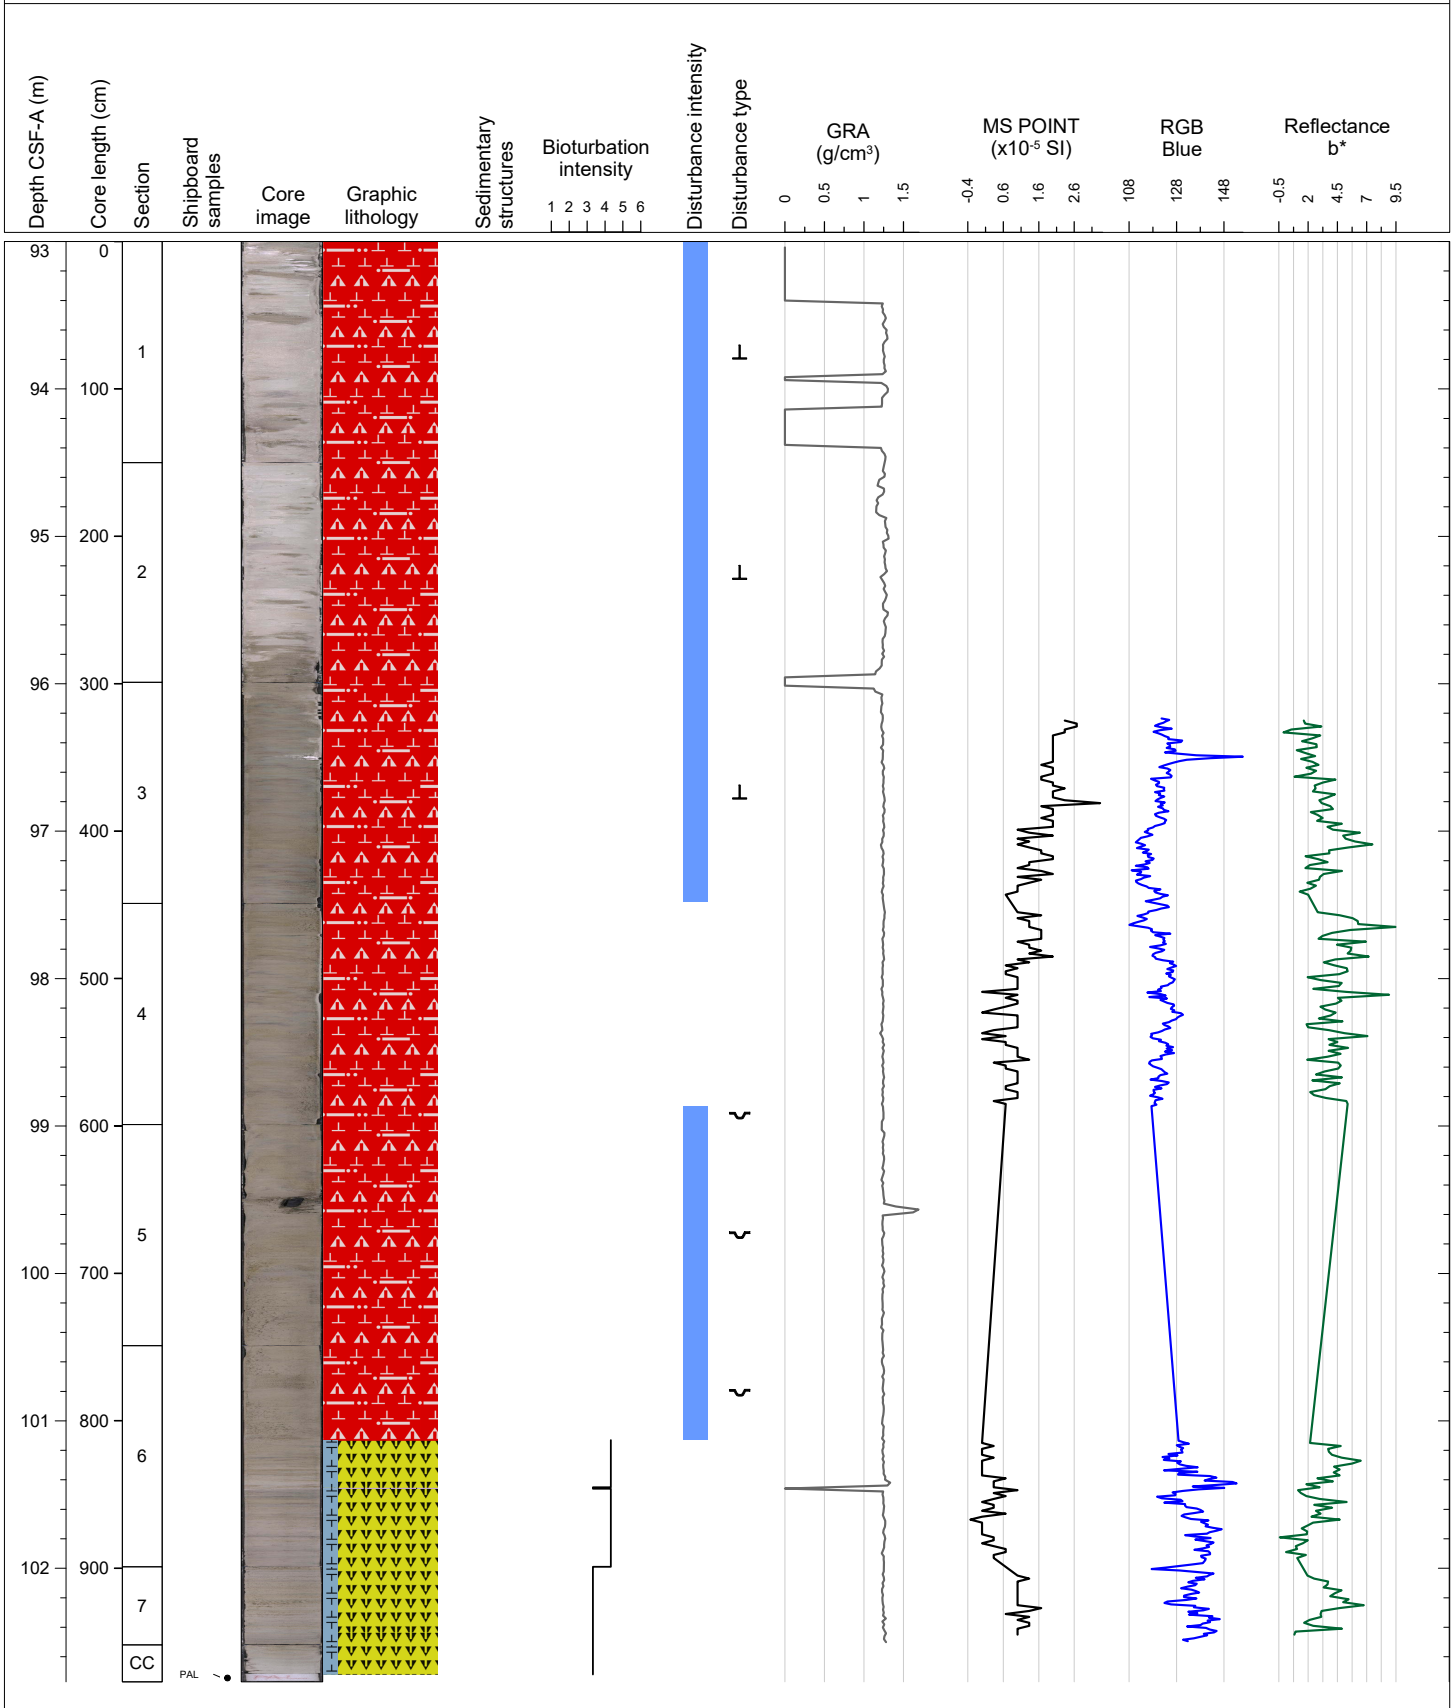 Depth CSF-A (m)
Core length (cm)
Section
Shipboard
samples
Core
image
Graphic
lithology
Sedimentary
structures
Bioturbation
intensity
1 2 3 4 5 6
Disturbance intensity
Disturbance type
GRA
(g/cm³)
0 0.5 1 1.5
MS POINT
(x10⁻⁵ SI)
-0.4 0.6 1.6 2.6
RGB
Blue
108 128 148
Reflectance
b*
-0.5 2 4.5 7 9.5
93 0
1
94 100
95 200
2
96 300
3
97 400
98 500
4
99 600
5
100 700
101 800
6
102 900
7
CC
PAL